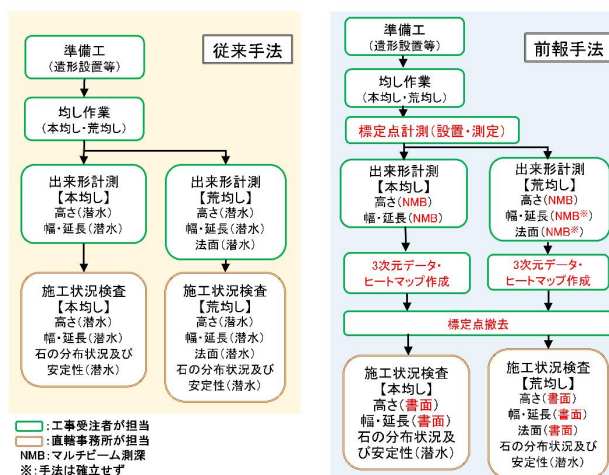 従来手法
準備工
(遣形設置等)
均し作業
(本均し・荒均し)
出来形計測
【本均し】
高さ(潜水)
幅・延長(潜水)
出来形計測
【荒均し】
高さ(潜水)
幅・延長(潜水)
法面(潜水)
施工状況検査
【本均し】
高さ(潜水)
幅・延長(潜水)
石の分布状況及び
安定性(潜水)
施工状況検査
【荒均し】
高さ(潜水)
幅・延長(潜水)
法面(潜水)
石の分布状況及び
安定性(潜水)
:工事受注者が担当
:直轄事務所が担当
NMB:マルチビーム測深
※:手法は確立せず
前報手法
準備工
(遣形設置等)
均し作業
(本均し・荒均し)
標定点計測(設置・測定)
出来形計測
【本均し】
高さ(NMB)
幅・延長(NMB)
出来形計測
【荒均し】
高さ(NMB)
幅・延長(NMB※)
法面(NMB※)
3次元データ・
ヒートマップ作成
3次元データ・
ヒートマップ作成
標定点撤去
施工状況検査
【本均し】
高さ(書面)
幅・延長(書面)
石の分布状況及
び安定性(潜水)
施工状況検査
【荒均し】
高さ(書面)
幅・延長(書面)
法面(書面)
石の分布状況及び
安定性(潜水)